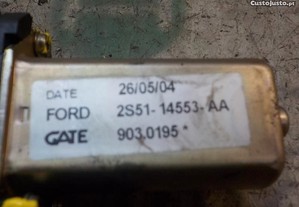 CustoJusto.pt
DATE 26/05/04
FORD 2S51-14553-AA
GATE 903.0195 *